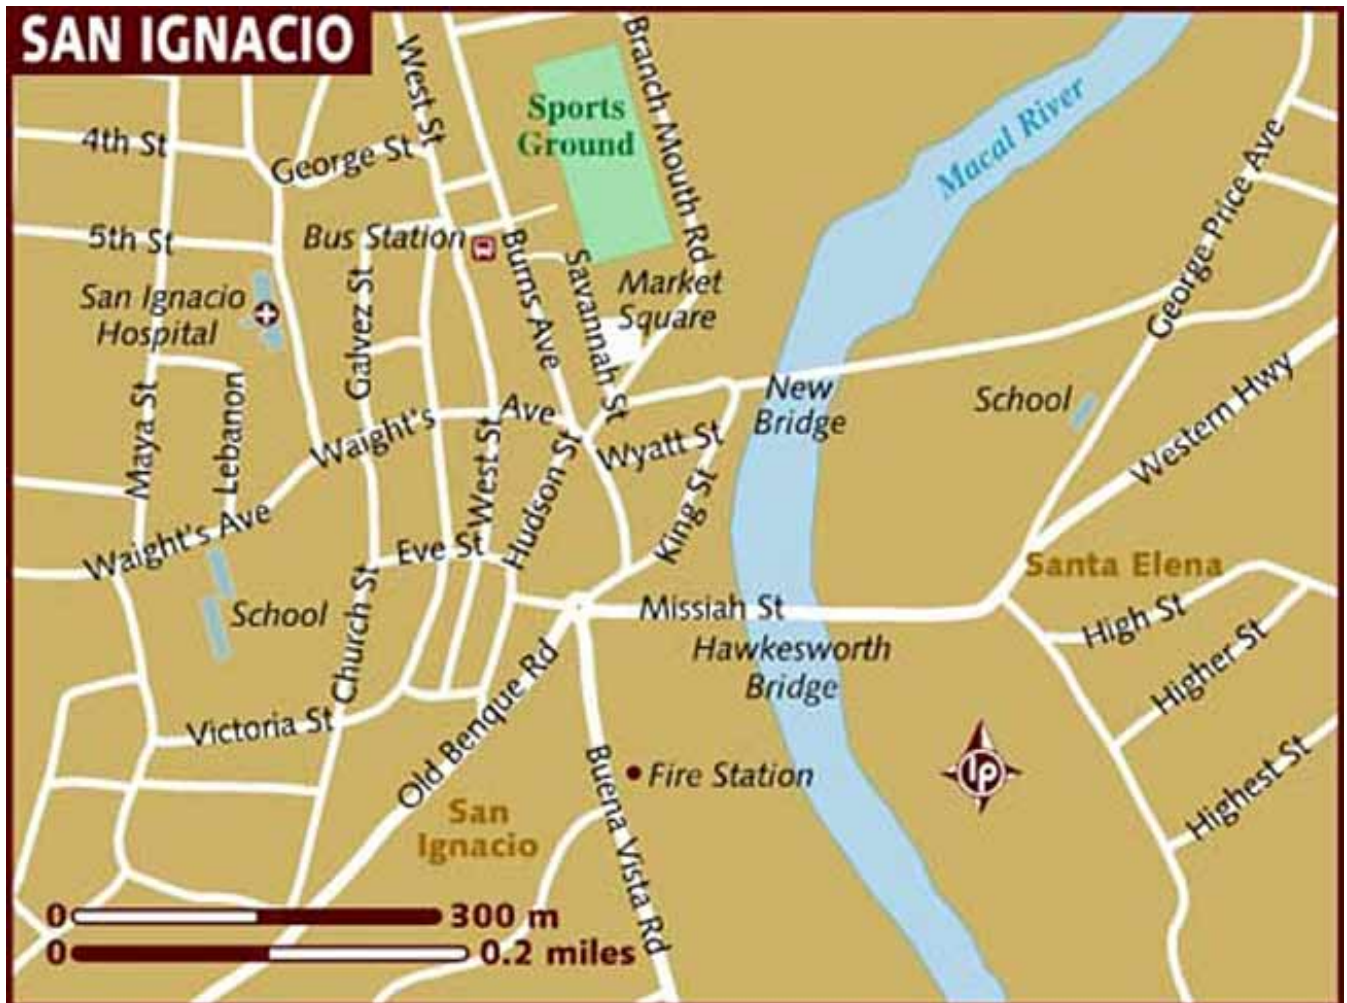 SAN IGNACIO
West St
Branch Mouth Rd
Sports
Ground
Macal River
4th St
George St
George Price Ave
5th St
Bus Station
Burns Ave
Savannah St
Market
Square
San Ignacio
Hospital
Galvez St
Maya St
Lebanon
Waight's
Ave
New
Bridge
School
Western Hwy
West St
Hudson St
Wyatt St
King St
Waight's Ave
Eve St
Santa Elena
School
Church St
Missiah St
High St
Hawkesworth
Bridge
Higher St
Victoria St
Old Benque Rd
Buena Vista Rd
Fire Station
lp
Highest St
San
Ignacio
0 300 m
0 0.2 miles